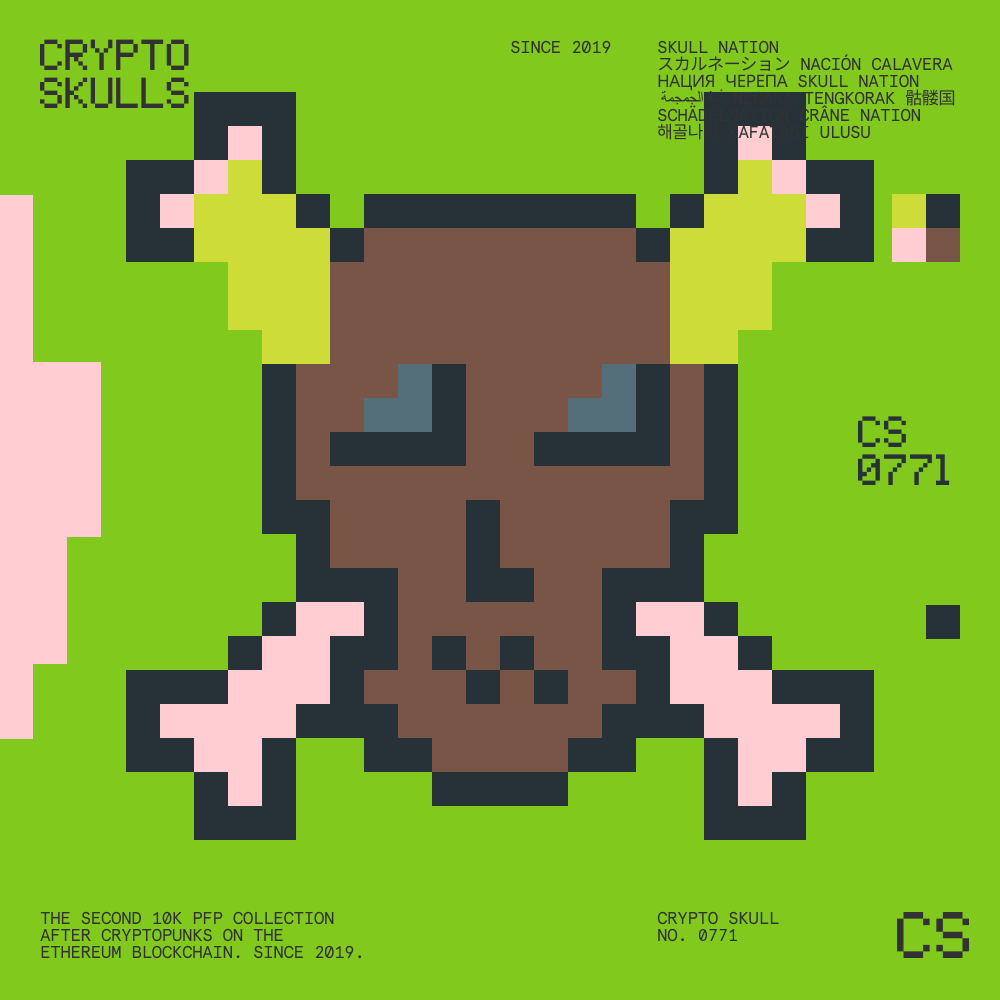 CRYPTO
SKULLS
SINCE 2019
SKULL NATION
スカルネーション NACIÓN CALAVERA
НАЦИЯ ЧЕРЕПА SKULL NATION
الجمجمة TENGKORAK 骷髅国
CRÂNE NATION
해골나 ULUSU
CS
0771
THE SECOND 10K PFP COLLECTION
AFTER CRYPTOPUNKS ON THE
ETHEREUM BLOCKCHAIN. SINCE 2019.
CRYPTO SKULL
NO. 0771
CS